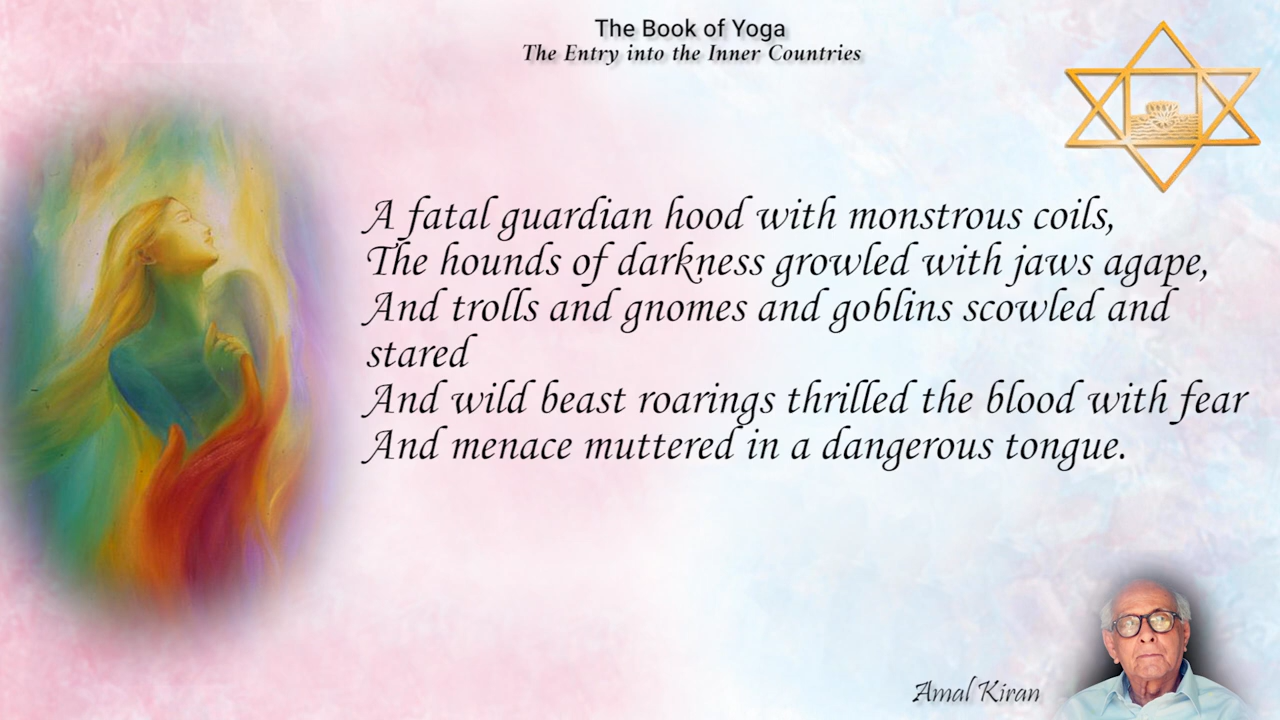 The Book of Yoga
The Entry into the Inner Countries
A fatal guardian hood with monstrous coils,
The hounds of darkness growled with jaws agape,
And trolls and gnomes and goblins scowled and
stared
And wild beast roarings thrilled the blood with fear
And menace muttered in a dangerous tongue.
Amal Kiran